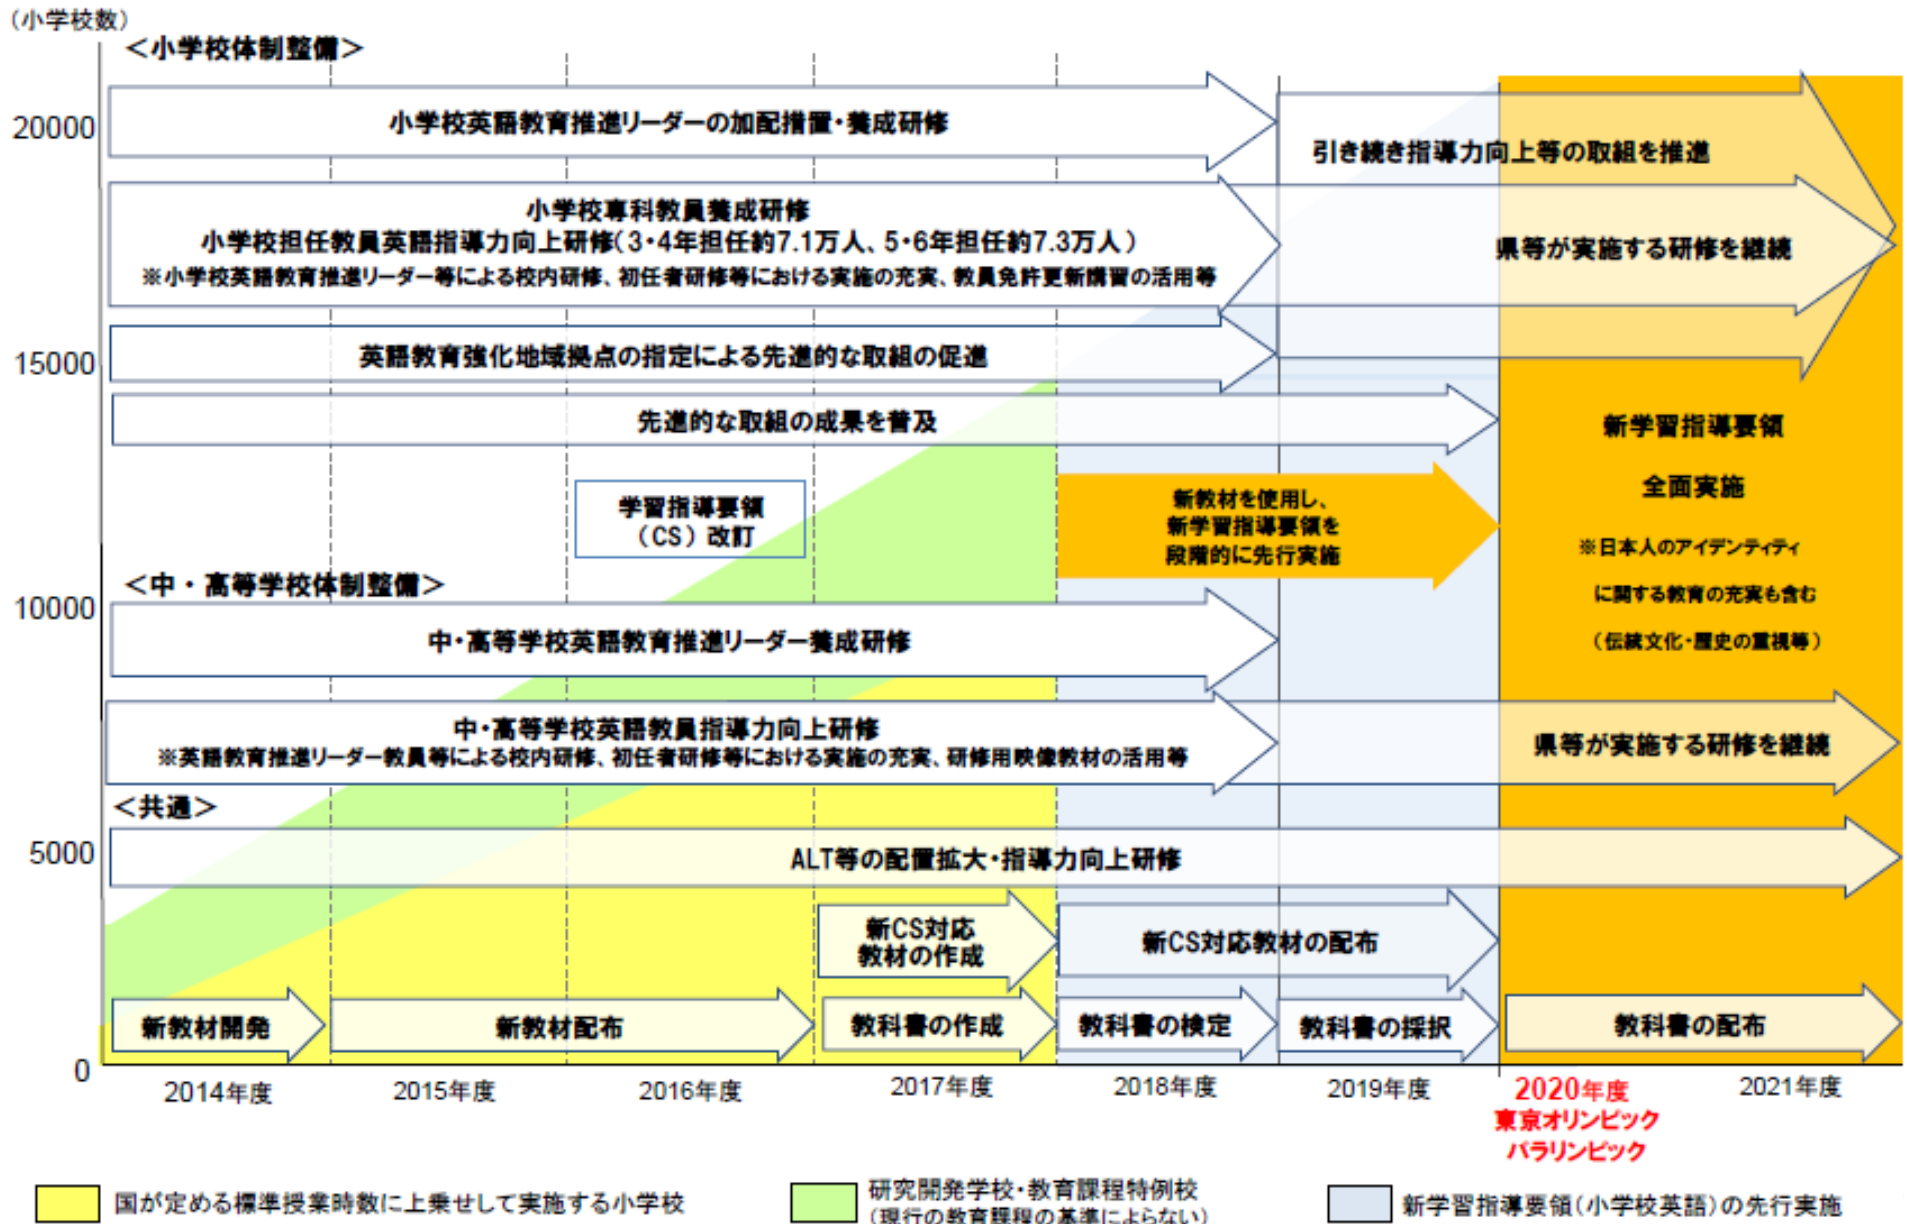 (小学校数)
＜小学校体制整備＞
20000
小学校英語教育推進リーダーの加配措置・養成研修
引き続き指導力向上等の取組を推進
小学校専科教員養成研修
小学校担任教員英語指導力向上研修(3・4年担任約7.1万人、5・6年担任約7.3万人)
※小学校英語教育推進リーダー等による校内研修、初任者研修等における実施の充実、教員免許更新講習の活用等
県等が実施する研修を継続
15000
英語教育強化地域拠点の指定による先進的な取組の促進
先進的な取組の成果を普及
新学習指導要領
全面実施
※日本人のアイデンティティ
に関する教育の充実も含む
(伝統文化・歴史の重視等)
学習指導要領
(CS)改訂
新教材を使用し、
新学習指導要領を
段階的に先行実施
＜中・高等学校体制整備＞
10000
中・高等学校英語教育推進リーダー養成研修
中・高等学校英語教員指導力向上研修
※英語教育推進リーダー教員等による校内研修、初任者研修等における実施の充実、研修用映像教材の活用等
県等が実施する研修を継続
＜共通＞
5000
ALT等の配置拡大・指導力向上研修
新CS対応
教材の作成
新CS対応教材の配布
新教材開発
新教材配布
教科書の作成
教科書の検定
教科書の採択
教科書の配布
0
2014年度
2015年度
2016年度
2017年度
2018年度
2019年度
2020年度
東京オリンピック
パラリンピック
2021年度
国が定める標準授業時数に上乗せして実施する小学校
研究開発学校・教育課程特例校
(現行の教育課程の基準によらない)
新学習指導要領(小学校英語)の先行実施